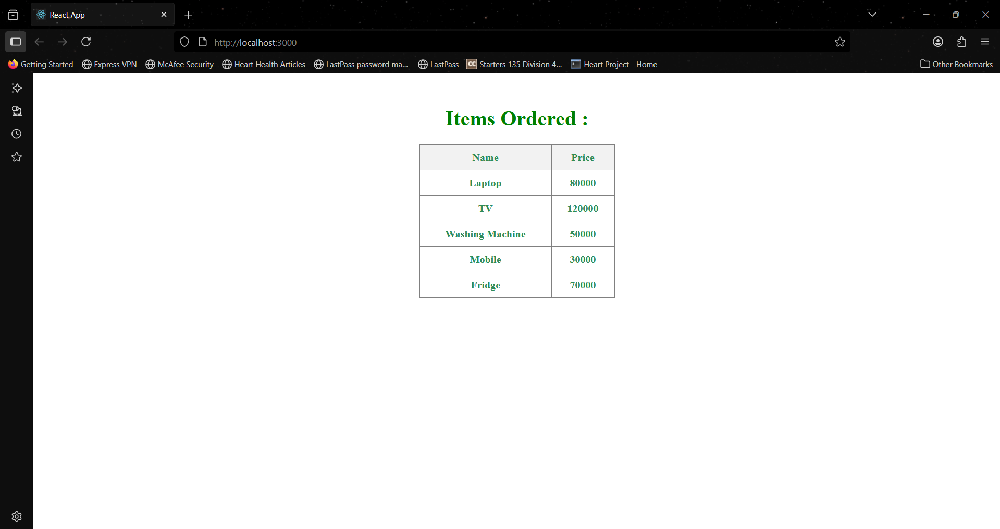 React App
http://localhost:3000
Getting Started Express VPN McAfee Security Heart Health Articles LastPass password ma... LastPass CC Starters 135 Division 4... Heart Project - Home Other Bookmarks
Items Ordered :
Name Price
Laptop 80000
TV 120000
Washing Machine 50000
Mobile 30000
Fridge 70000